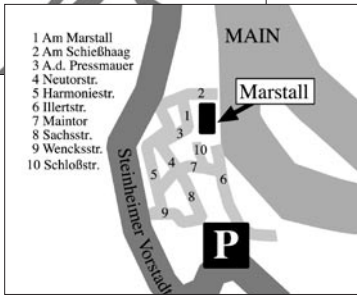 1 Am Marstall
2 Am Schießhaag
3 A.d. Pressmauer
4 Neutorstr.
5 Harmoniestr.
6 Illertstr.
7 Maintor
8 Sachsstr.
9 Wencksstr.
10 Schloßstr.
MAIN
Marstall
2
1
3
10
4
7
5
6
8
9
Steinheimer Vorstadt
P